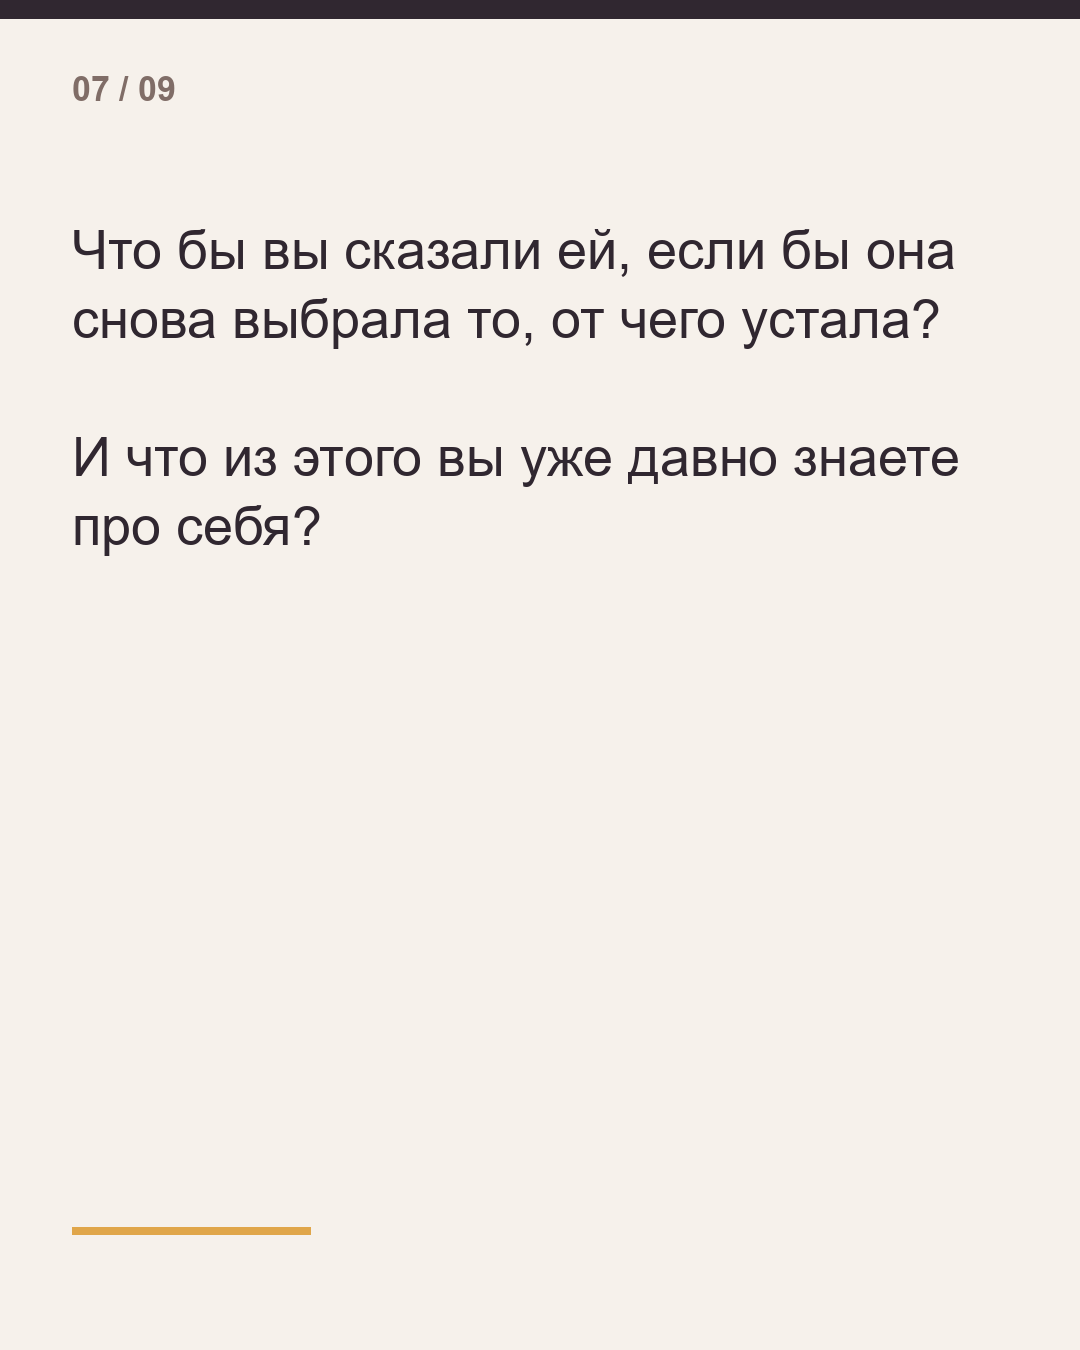 07 / 09
Что бы вы сказали ей, если бы она
снова выбрала то, от чего устала?
И что из этого вы уже давно знаете
про себя?